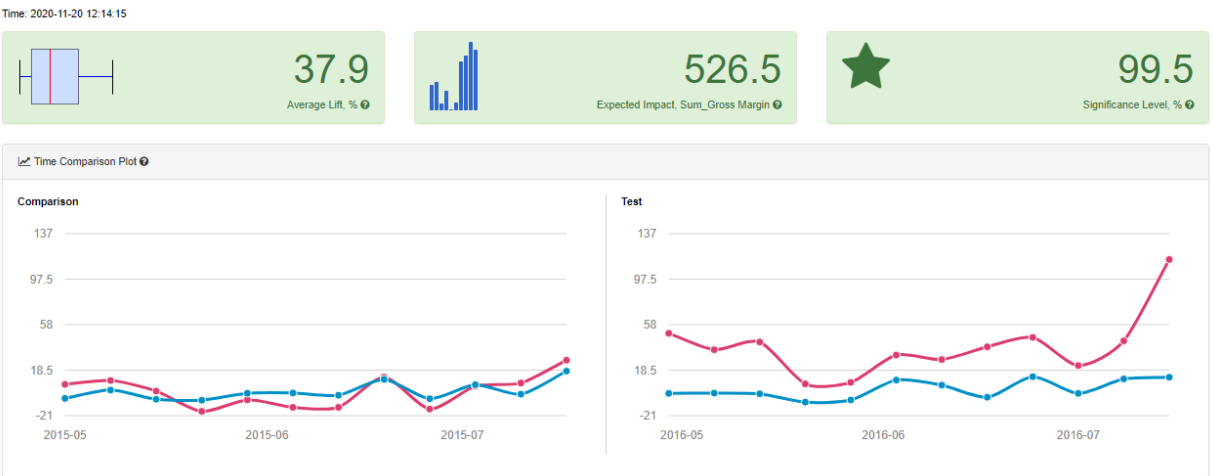 Time: 2020-11-20 12:14:15
37.9
Average Lift, %
526.5
Expected Impact, Sum_Gross Margin
99.5
Significance Level, %
Time Comparison Plot
Comparison
137
97.5
58
18.5
-21
2015-05 2015-06 2015-07
Test
137
97.5
58
18.5
-21
2016-05 2016-06 2016-07